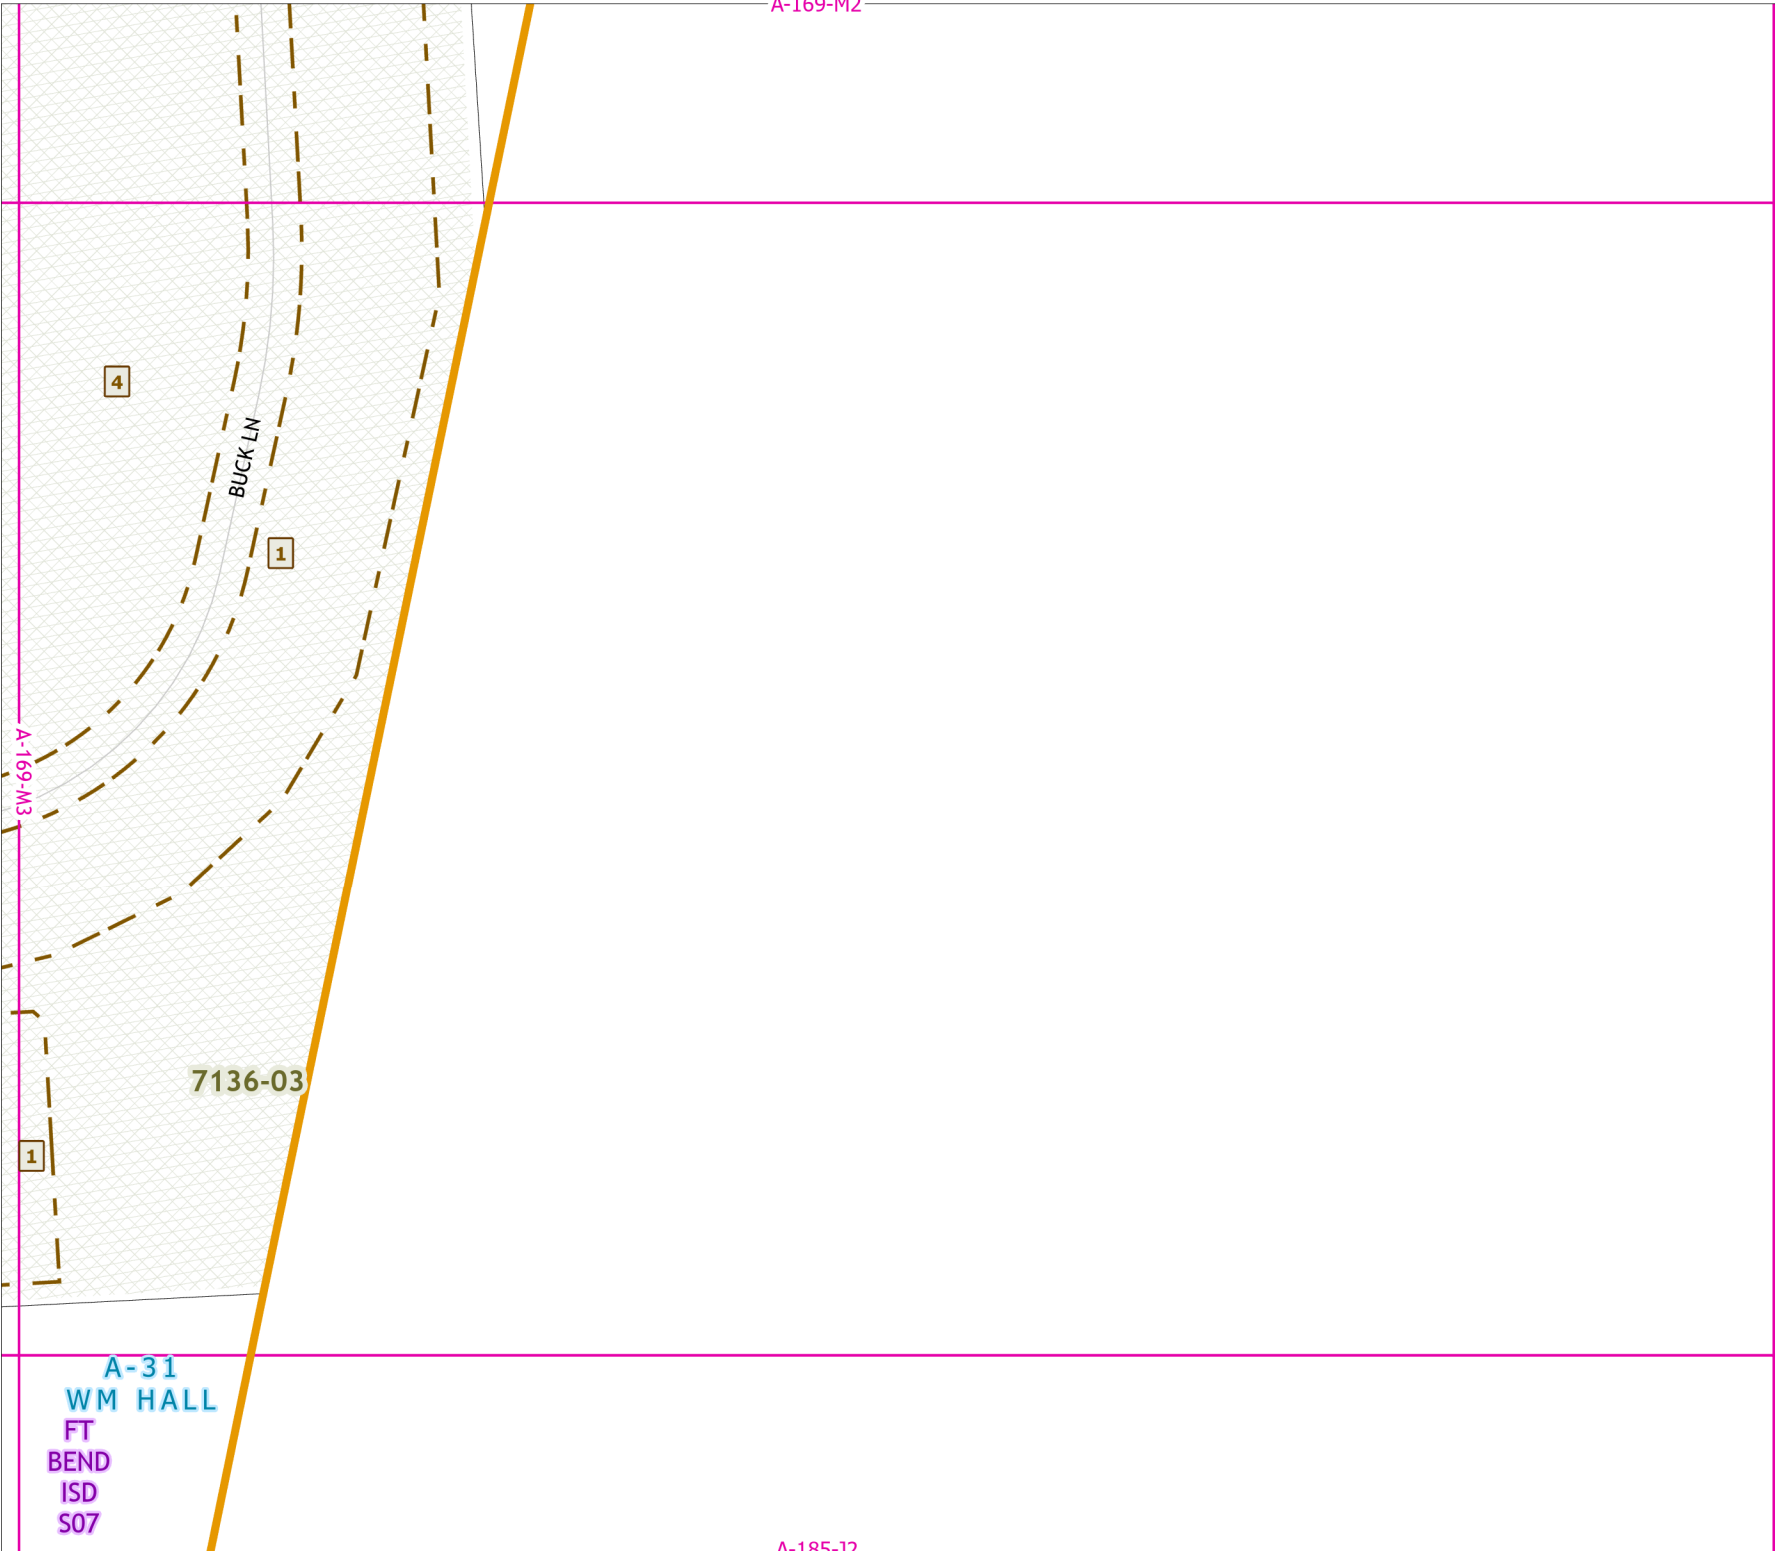 A-169-M2
4
BUCK LN
1
A-169-M3
7136-03
1
A-31
WM HALL
FT
BEND
ISD
S07
A-185-J2